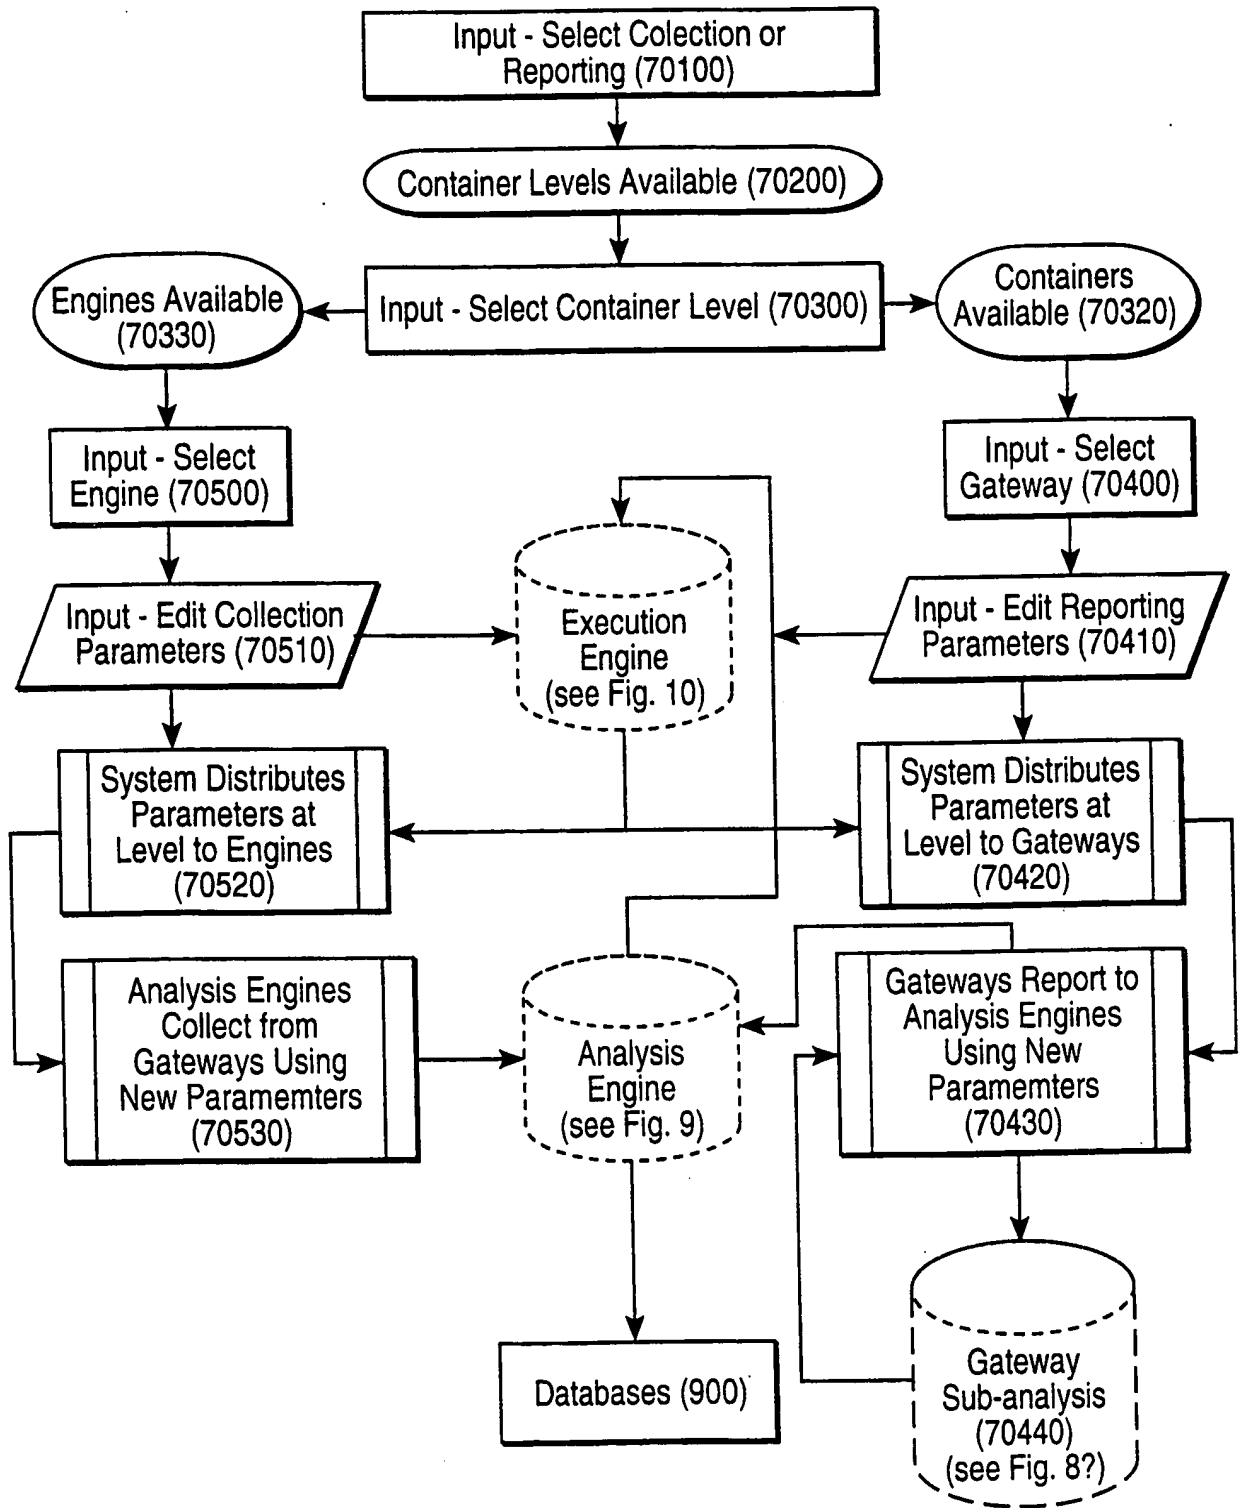 Input - Select Colection or
Reporting (70100)
Container Levels Available (70200)
Engines Available
(70330)
Input - Select Container Level (70300)
Containers
Available (70320)
Input - Select
Engine (70500)
Input - Select
Gateway (70400)
Input - Edit Collection
Parameters (70510)
Execution
Engine
(see Fig. 10)
Input - Edit Reporting
Parameters (70410)
System Distributes
Parameters at
Level to Engines
(70520)
System Distributes
Parameters at
Level to Gateways
(70420)
Analysis Engines
Collect from
Gateways Using
New Paramemters
(70530)
Analysis
Engine
(see Fig. 9)
Gateways Report to
Analysis Engines
Using New
Paramemters
(70430)
Databases (900)
Gateway
Sub-analysis
(70440)
(see Fig. 8?)